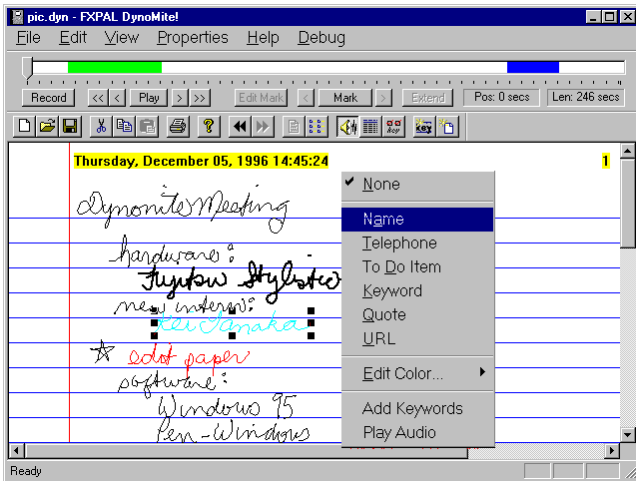 pic.dyn - FXPAL DynoMite!
File Edit View Properties Help Debug
Record << < Play > >> Edit Mark < Mark > Extend Pos: 0 secs Len: 246 secs
Thursday, December 05, 1996 14:45:24 1
Dynomite Meeting
hardware:
Fujitsu Stylistic
new intern:
Kei Tanaka
edot paper
software:
Windows 95
Pen-Windows
None
Name
Telephone
To Do Item
Keyword
Quote
URL
Edit Color...
Add Keywords
Play Audio
Ready